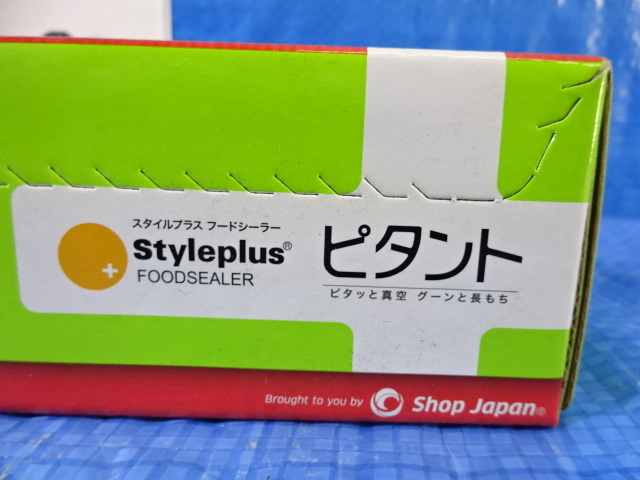 スタイルプラス フードシーラー
Styleplus®
FOODSEALER
ピタント
ピタッと真空 グーンと長もち
Brought to you by Shop Japan®